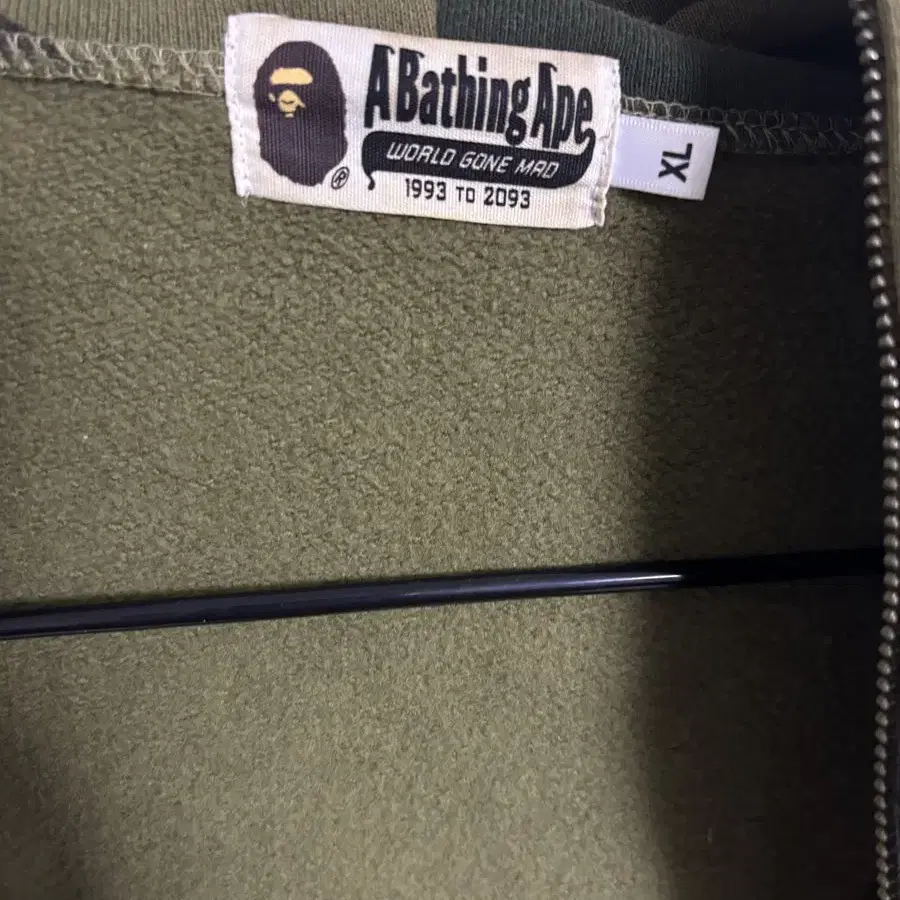 A Bathing Ape
WORLD GONE MAD
®
1993 TO 2093
XL